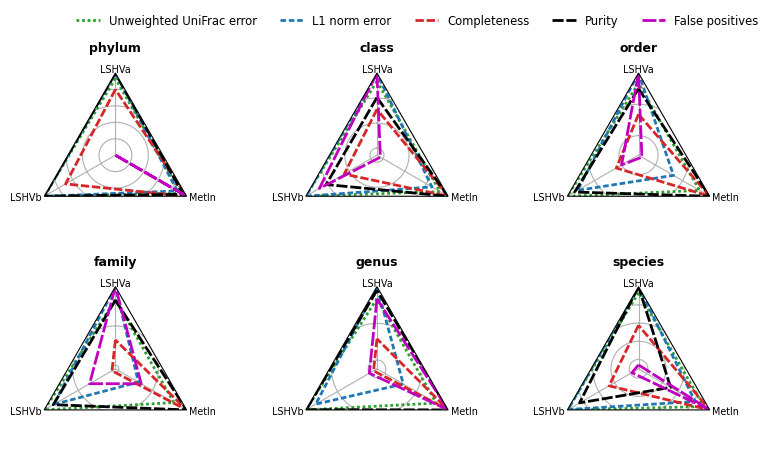 Unweighted UniFrac error L1 norm error Completeness Purity False positives
phylum class order
LSHVa LSHVa LSHVa
LSHVb MetIn LSHVb MetIn LSHVb MetIn
family genus species
LSHVa LSHVa LSHVa
LSHVb MetIn LSHVb MetIn LSHVb MetIn